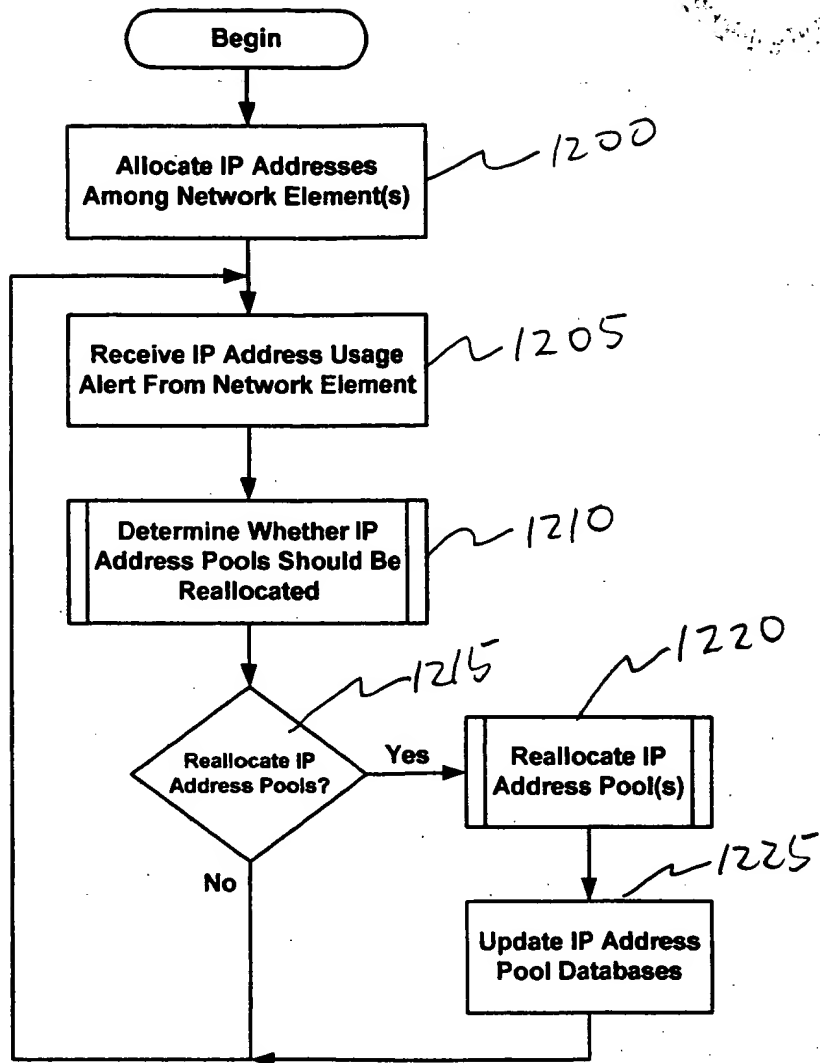 Begin
Allocate IP Addresses
Among Network Element(s)
1200
Receive IP Address Usage
Alert From Network Element
1205
Determine Whether IP
Address Pools Should Be
Reallocated
1210
1215
Reallocate IP
Address Pools?
Yes
1220
Reallocate IP
Address Pool(s)
No
1225
Update IP Address
Pool Databases